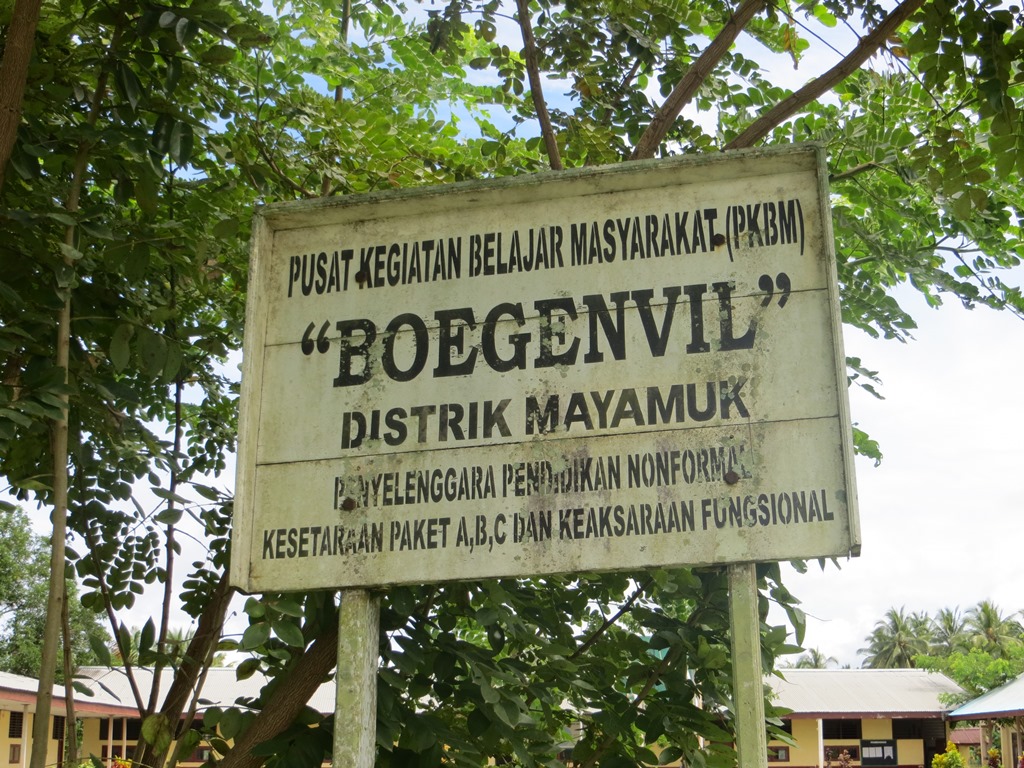 PUSAT KEGIATAN BELAJAR MASYARAKAT (PKBM)
“BOEGENVIL”
DISTRIK MAYAMUK
PENYELENGGARA PENDIDIKAN NONFORMAL
KESETARAAN PAKET A,B,C DAN KEAKSARAAN FUNGSIONAL